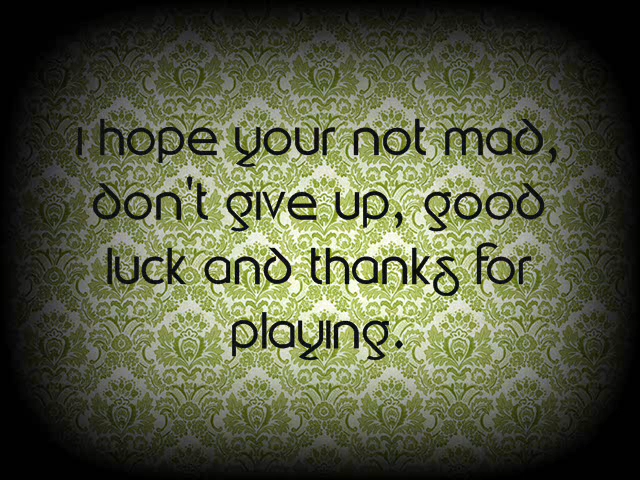 i hope your not mad,
don't give up, good
luck and thanks for
playing.